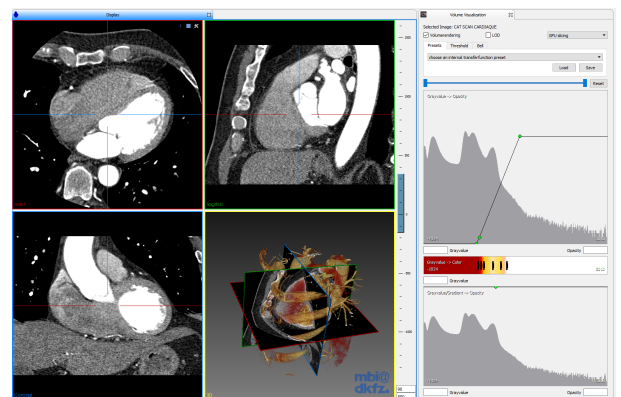 Display
Volume Visualization
Selected Image: CAT SCAN CARDIAQUE
Volumerendering
LOD
GPU slicing
Presets
Threshold
Bell
choose an internal transferfunction preset
Load
Save
Reset
Grayvalue -> Opacity
Grayvalue
Opacity
Grayvalue -> Color
-1024
Grayvalue
Grayvalue/Gradient -> Opacity
Grayvalue
Opacity
Axial
Sagittal
Coronal
3D
mbi@
dkfz.